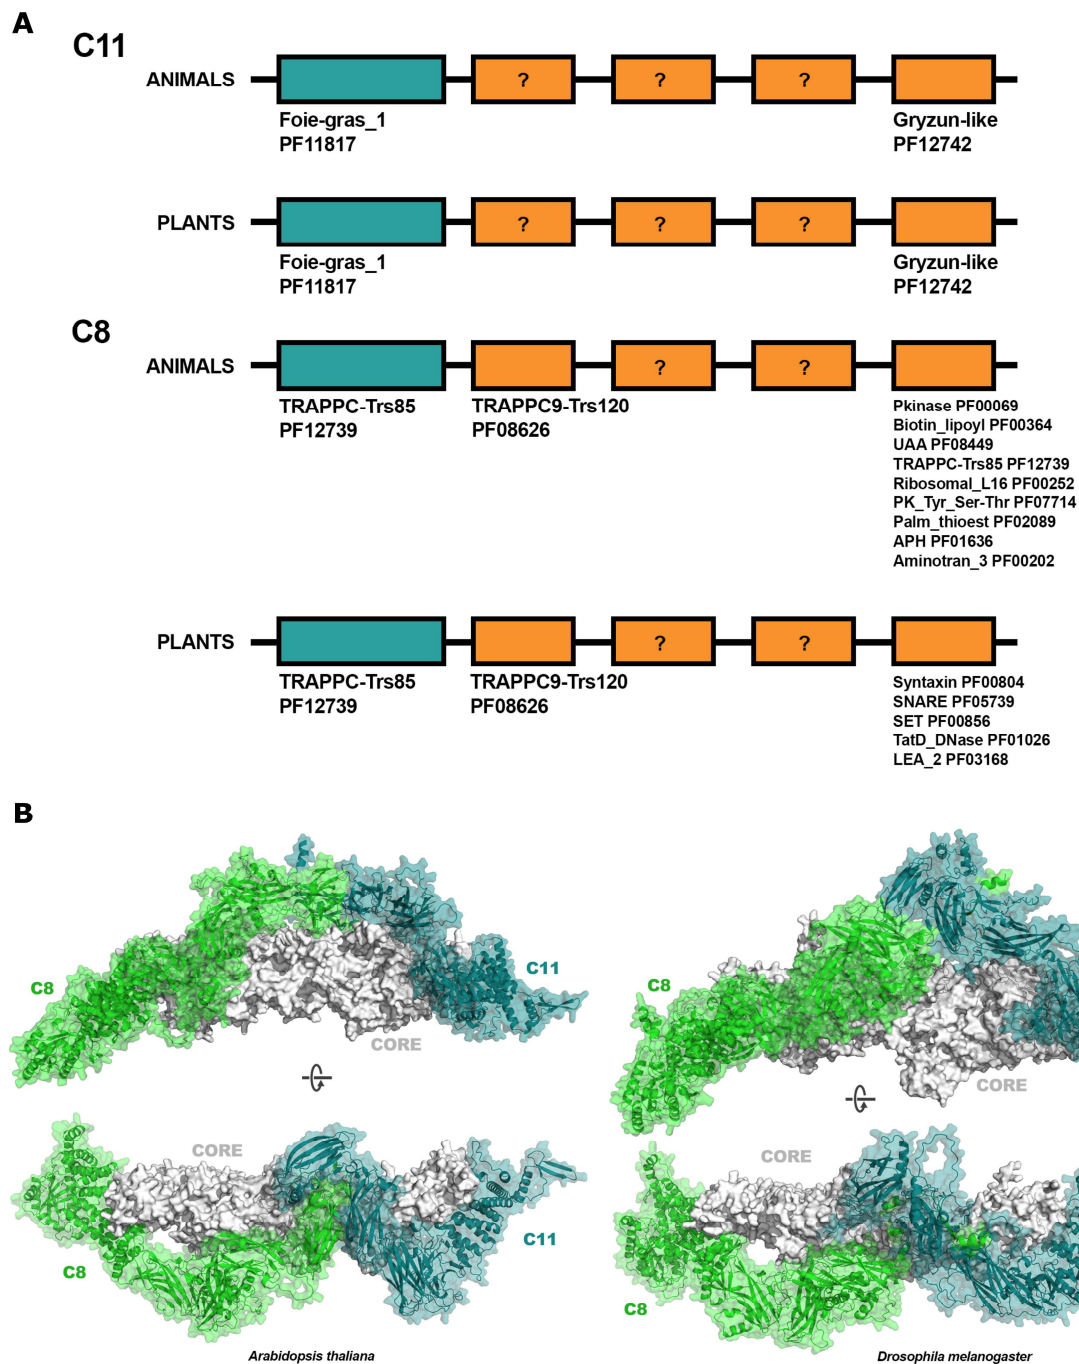 A
C11
ANIMALS
?
?
?
Foie-gras_1
PF11817
Gryzun-like
PF12742
PLANTS
?
?
?
Foie-gras_1
PF11817
Gryzun-like
PF12742
C8
ANIMALS
?
?
TRAPPC-Trs85
PF12739
TRAPPC9-Trs120
PF08626
Pkinase PF00069
Biotin_lipoyl PF00364
UAA PF08449
TRAPPC-Trs85 PF12739
Ribosomal_L16 PF00252
PK_Tyr_Ser-Thr PF07714
Palm_thioest PF02089
APH PF01636
Aminotran_3 PF00202
PLANTS
?
?
TRAPPC-Trs85
PF12739
TRAPPC9-Trs120
PF08626
Syntaxin PF00804
SNARE PF05739
SET PF00856
TatD_DNase PF01026
LEA_2 PF03168
B
C8
C11
CORE
CORE
C8
C11
Arabidopsis thaliana
C8
CORE
CORE
C8
Drosophila melanogaster